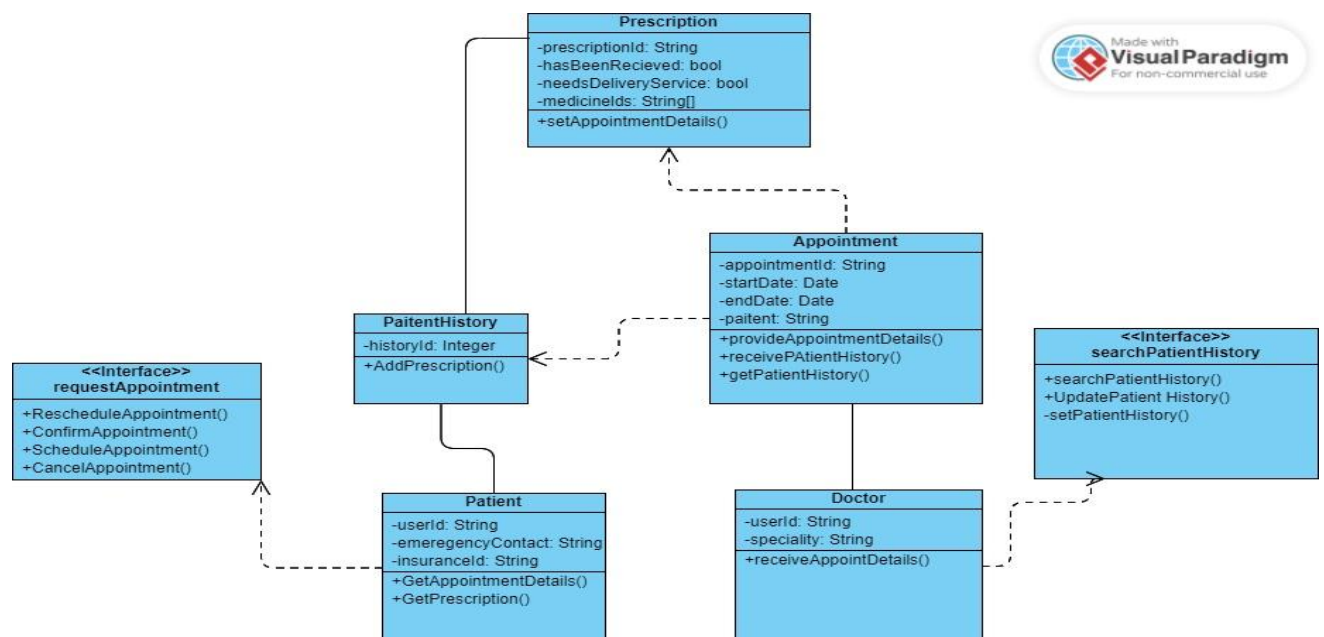 Prescription
-prescriptionId: String
-hasBeenRecieved: bool
-needsDeliveryService: bool
-medicineIds: String[]
+setAppointmentDetails()
Made with
Visual Paradigm
For non-commercial use
Appointment
-appointmentId: String
-startDate: Date
-endDate: Date
-paitent: String
+provideAppointmentDetails()
+receivePAtientHistory()
+getPatientHistory()
PaitentHistory
-historyId: Integer
+AddPrescription()
<<Interface>>
searchPatientHistory
+searchPatientHistory()
+UpdatePatient History()
-setPatientHistory()
<<Interface>>
requestAppointment
+RescheduleAppointment()
+ConfirmAppointment()
+ScheduleAppointment()
+CancelAppointment()
Patient
-userId: String
-emeregencyContact: String
-insuranceId: String
+GetAppointmentDetails()
+GetPrescription()
Doctor
-userId: String
-speciality: String
+receiveAppointDetails()